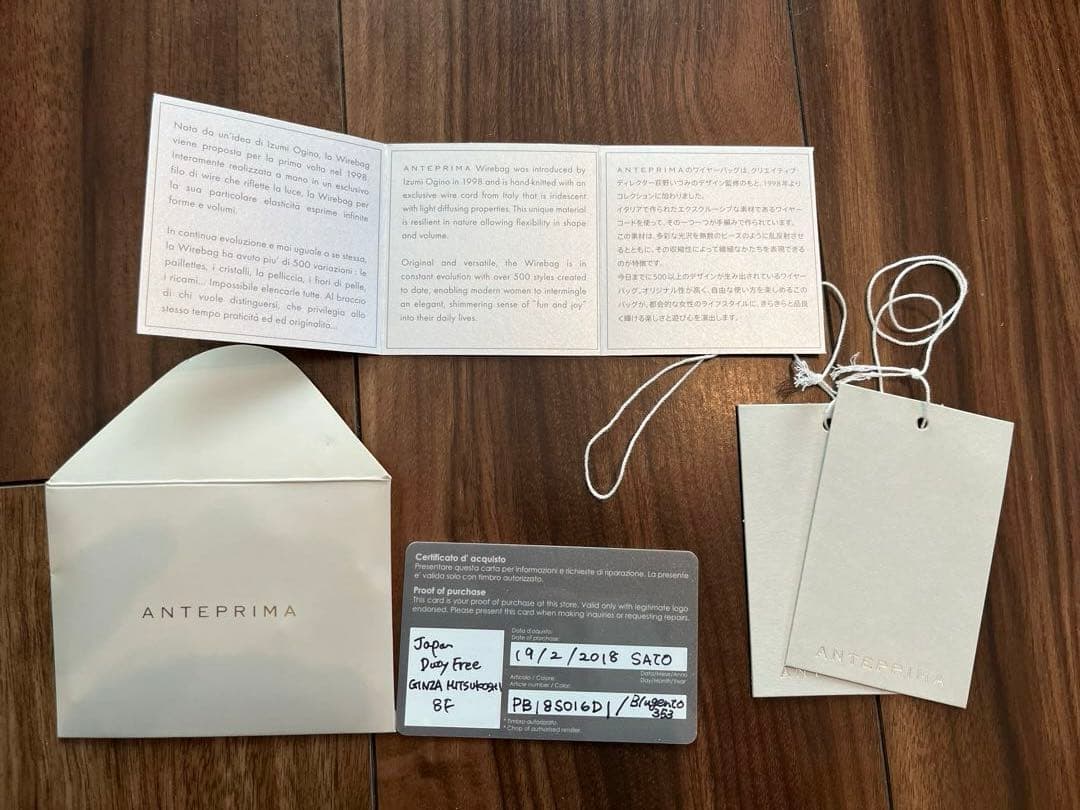 Nato da un'idea di Izumi Ogino, la Wirebag
viene proposta per la prima volta nel 1998.
Interamente realizzata a mano in un esclusivo
filo di wire che riflette la luce, la Wirebag per
la sua particolare elasticità esprime infinite
forme e volumi.
In continua evoluzione e mai uguale a se stessa,
la Wirebag ha avuto piu' di 500 variazioni : le
paillettes, i cristalli, la pelliccia, i fiori di pelle,
i ricami... Impossibile elencarle tutte. Al braccio
di chi vuole distinguersi, che privilegia allo
stesso tempo praticità ed ed originalità...
ANTEPRIMA Wirebag was introduced by
Izumi Ogino in 1998 and is hand-knitted with an
exclusive wire cord from Italy that is iridescent
with light diffusing properties. This unique material
is resilient in nature allowing flexibility in shape
and volume.
Original and versatile, the Wirebag is in
constant evolution with over 500 styles created
to date, enabling modern women to intermingle
an elegant, shimmering sense of "fun and joy"
into their daily lives.
ANTEPRIMAのワイヤーバッグは、クリエイティブ
ディレクター荻野いづみのデザイン監修のもと、1998年より
コレクションに加わりました。
イタリアで作られたエクスクルーシブな素材であるワイヤー
コードを使って、その一つ一つが手編みで作られています。
この素材は、多彩な光沢を無数のビーズのように乱反射させ
るとともに、その収縮性によって繊細なかたちを表現できる
のが特徴です。
今日までに500以上のデザインが生み出されているワイヤー
バッグ。オリジナル性が高く、自由な使い方を楽しめるこの
バッグが、都会的な女性のライフスタイルに、きらきらと品良
く輝ける楽しさと遊び心を演出します。
ANTEPRIMA
Certificato d' acquisto
Presentare questa carta per informazioni e richieste di riparazione. La presente
e' valida solo con timbro autorizzato.
Proof of purchase
This card is your proof of purchase at this store. Valid only with legitimate logo
endorsed. Please present this card when making inquiries or requesting repairs.
Japan
Duty Free
GINZA MITSUKOSHI
8F
Data d'aquisto:
Date of purchase:
19/2/2018 SATO
Data/Mese/Anno
Day/Month/Year
Articolo / Colore:
Article number / Color:
PB18S016D1/
353
* Timbro autorizzato.
* Chop of authorised retailer.
ANTEPRIMA
AN